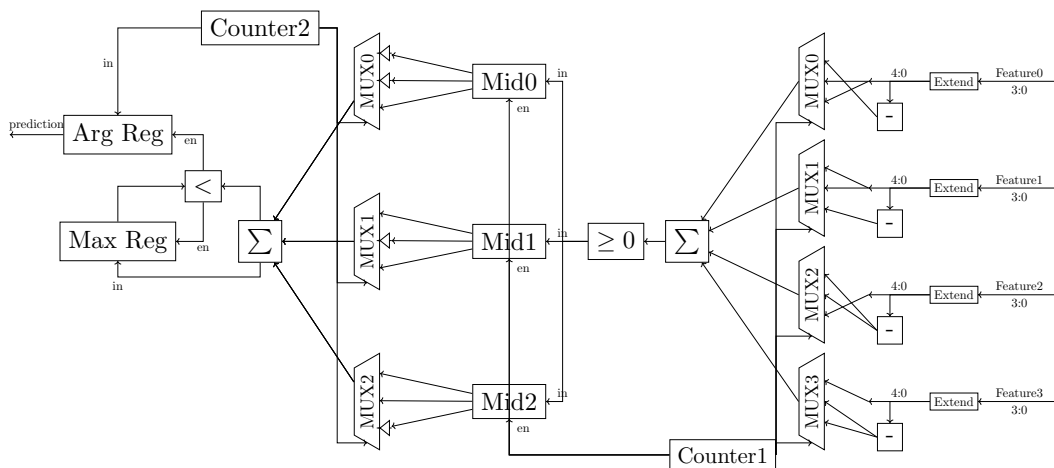 Counter2
in
prediction
Arg Reg
en
<
Max Reg
en
in
∑
MUX0
MUX1
MUX2
Mid0
in
en
Mid1
in
en
Mid2
in
en
≥ 0
∑
Counter1
MUX0
4:0
Extend
Feature0
3:0
-
MUX1
4:0
Extend
Feature1
3:0
-
MUX2
4:0
Extend
Feature2
3:0
-
MUX3
4:0
Extend
Feature3
3:0
-